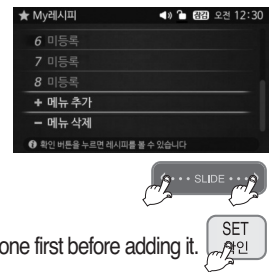 ★ My레시피 오전 12:30
6 미등록
7 미등록
8 미등록
+ 메뉴 추가
− 메뉴 삭제
확인 버튼을 누르면 레시피를 볼 수 있습니다
SLIDE
SET
확인
one first before adding it.